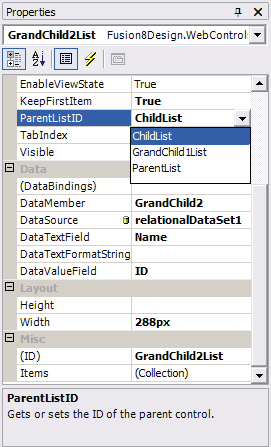 Properties
GrandChild2List Fusion8Design.WebControl
EnableViewState True
KeepFirstItem True
ParentListID ChildList
TabIndex
ChildList
Visible
GrandChild1List
ParentList
Data
(DataBindings)
DataMember GrandChild2
DataSource relationalDataSet1
DataTextField Name
DataTextFormatString
DataValueField ID
Layout
Height
Width 288px
Misc
(ID) GrandChild2List
Items (Collection)
ParentListID
Gets or sets the ID of the parent control.